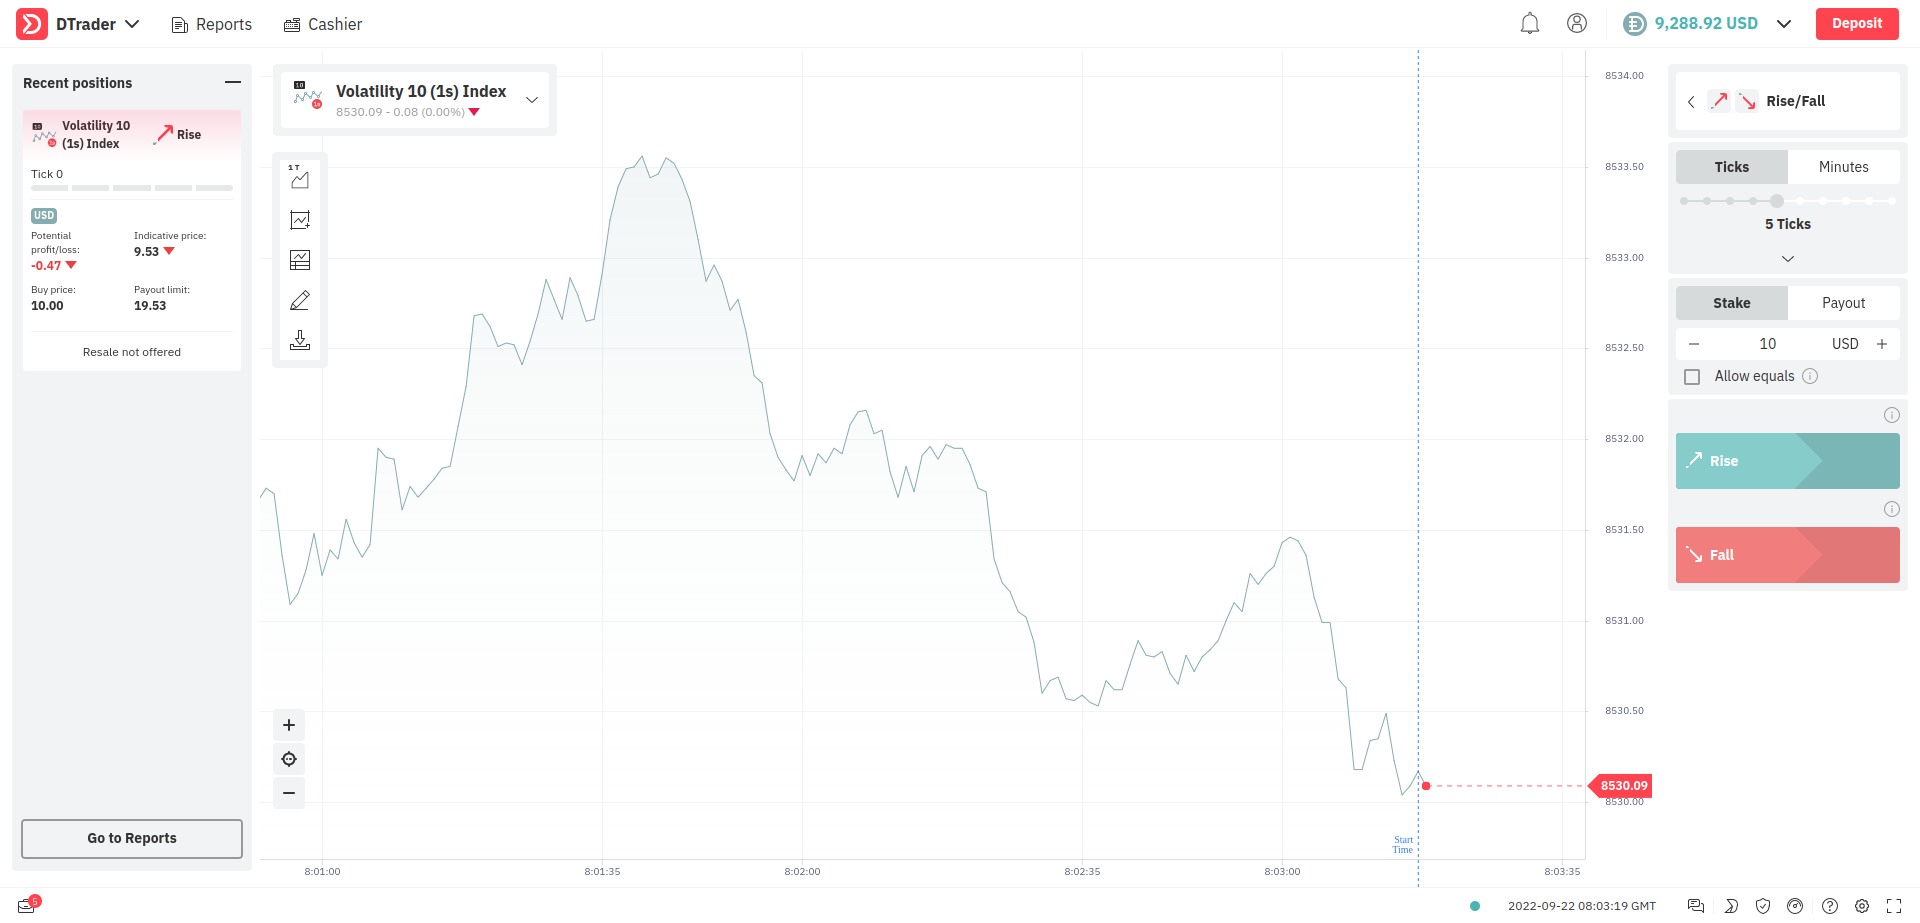 DTrader
Reports
Cashier
9,288.92 USD
Deposit
Recent positions
Volatility 10
(1s) Index
Rise
Tick 0
USD
Potential
profit/loss:
-0.47
Indicative price:
9.53
Buy price:
10.00
Payout limit:
19.53
Resale not offered
Go to Reports
5
10
1s
Volatility 10 (1s) Index
8530.09 - 0.08 (0.00%)
1 T
8534.00
8533.50
8533.00
8532.50
8532.00
8531.50
8531.00
8530.50
8530.09
8530.00
Start
Time
8:01:00
8:01:35
8:02:00
8:02:35
8:03:00
8:03:35
Rise/Fall
Ticks
Minutes
5 Ticks
Stake
Payout
10
USD
Allow equals
Rise
Fall
2022-09-22 08:03:19 GMT